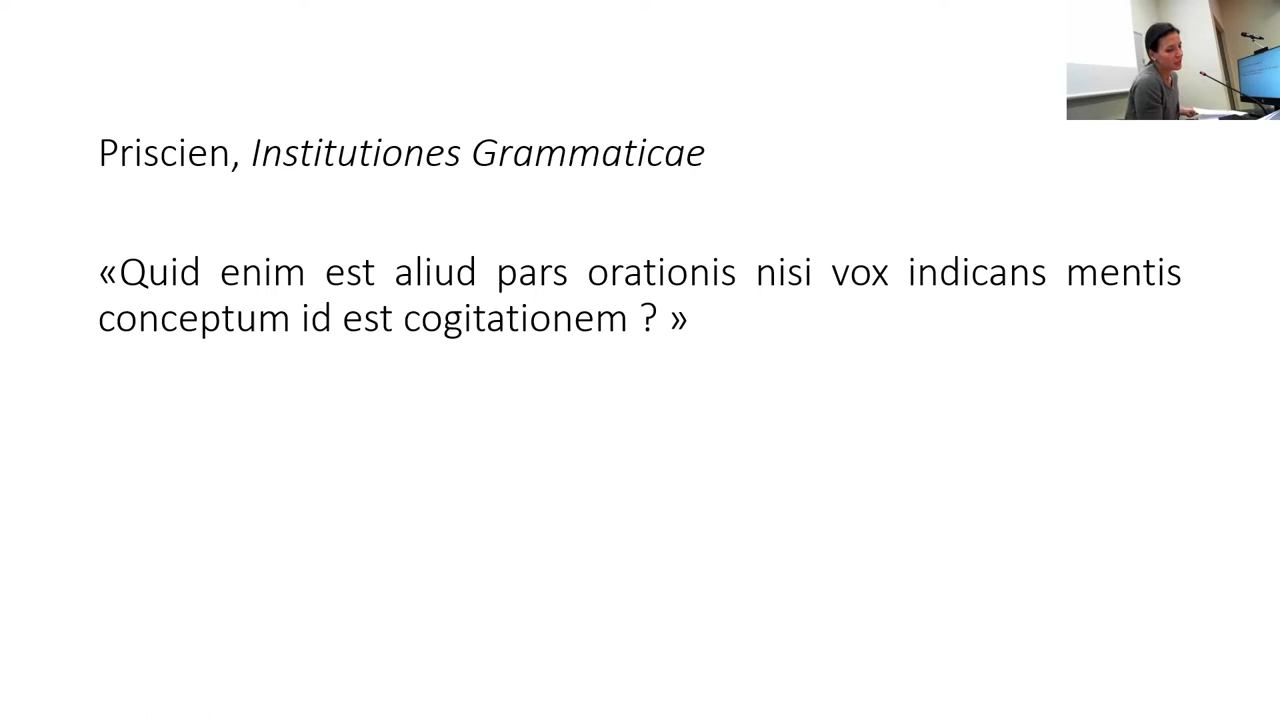 Priscien, Institutiones Grammaticae
«Quid enim est aliud pars orationis nisi vox indicans mentis
conceptum id est cogitationem ? »